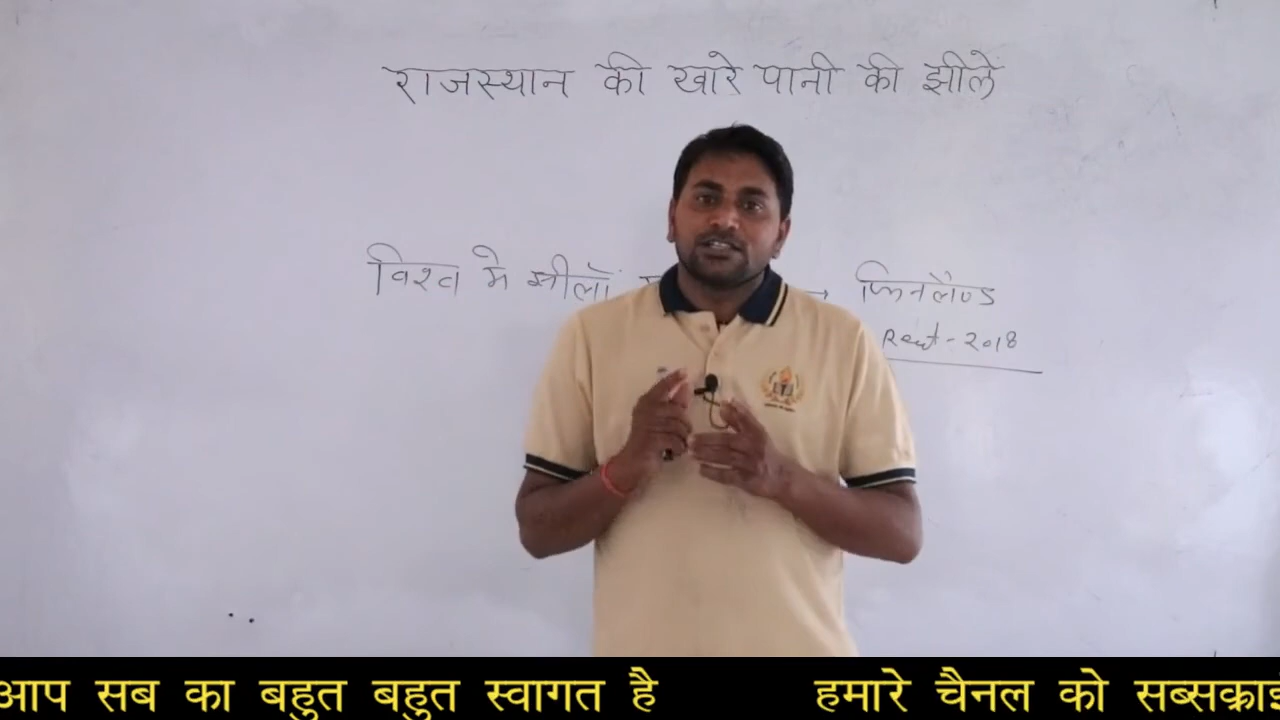 राजस्थान की खारे पानी की झीलें
विश्व मे झीलों → फिनलैण्ड
Reet - 2018
आप सब का बहुत बहुत स्वागत है हमारे चैनल को